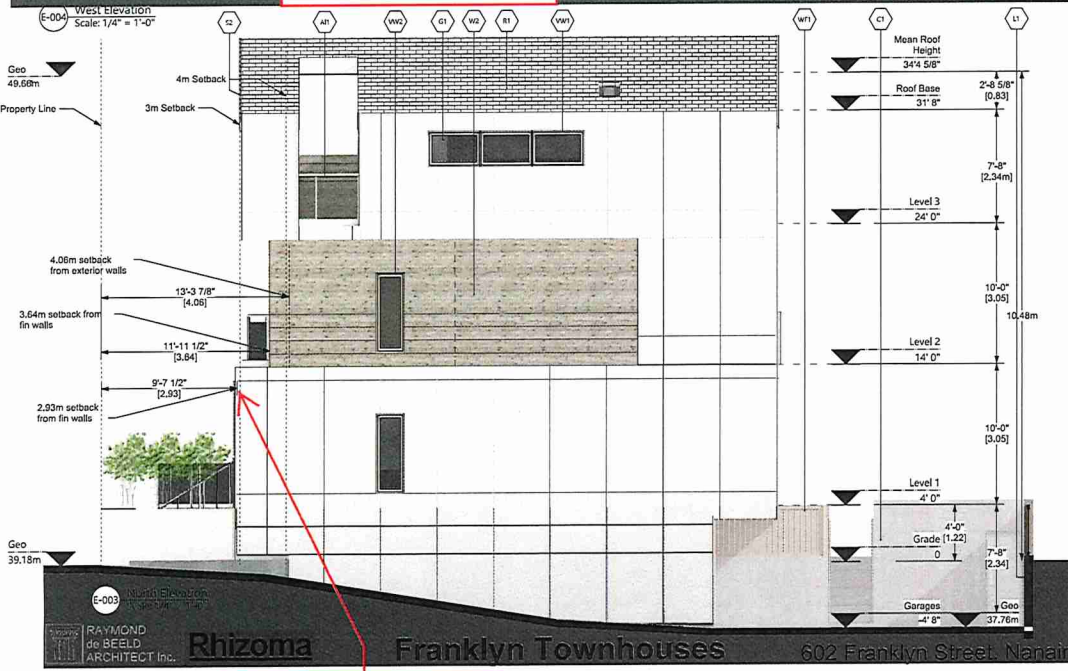 E-004
West Elevation
Scale: 1/4" = 1'-0"
S2
Al1
VW2
G1
W2
R1
VW1
WF1
C1
L1
Geo
49.66m
4m Setback
Property Line
3m Setback
Mean Roof
Height
34'4 5/8"
2'-8 5/8"
[0.83]
Roof Base
31' 8"
7'-8"
[2.34m]
Level 3
24' 0"
4.06m setback
from exterior walls
13'-3 7/8"
[4.06]
10'-0"
[3.05]
10.48m
3.64m setback from
fin walls
11'-11 1/2"
[3.64]
Level 2
14' 0"
9'-7 1/2"
[2.93]
2.93m setback
from fin walls
10'-0"
[3.05]
Level 1
4' 0"
4'-0"
[1.22]
Grade
0
7'-8"
[2.34]
Geo
39.18m
E-003
North Elevation
Garages
-4' 8"
Geo
37.76m
RAYMOND
de BEELD
ARCHITECT Inc.
Rhizoma
Franklyn Townhouses
602 Franklyn Street, Nanaim